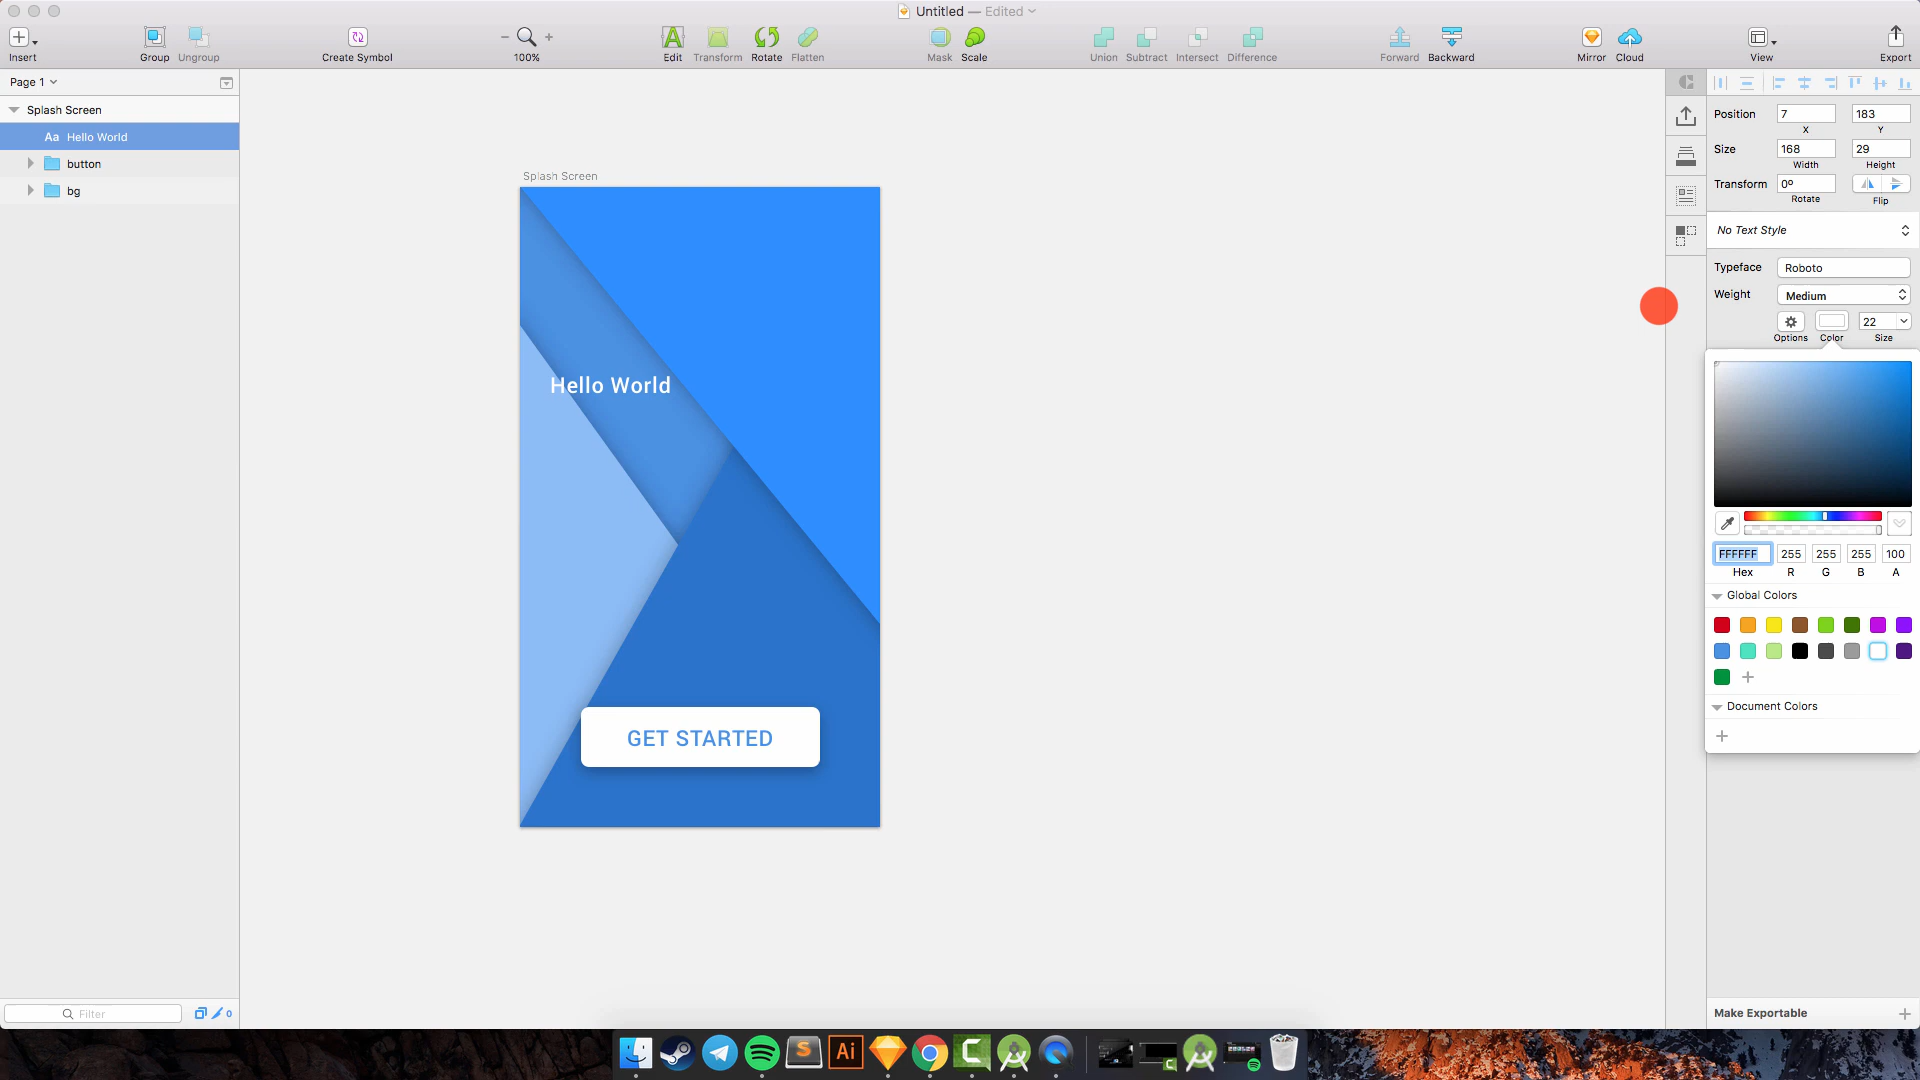 Untitled — Edited
Insert
Group
Ungroup
Create Symbol
100%
Edit
Transform
Rotate
Flatten
Mask
Scale
Union
Subtract
Intersect
Difference
Forward
Backward
Mirror
Cloud
View
Export
Page 1
Splash Screen
Aa Hello World
button
bg
Filter
0
Splash Screen
Hello World
GET STARTED
Position 7 183
X Y
Size 168 29
Width Height
Transform 0º
Rotate Flip
No Text Style
Typeface Roboto
Weight Medium
22
Options Color Size
FFFFFF 255 255 255 100
Hex R G B A
Global Colors
Document Colors
Make Exportable
S
Ai